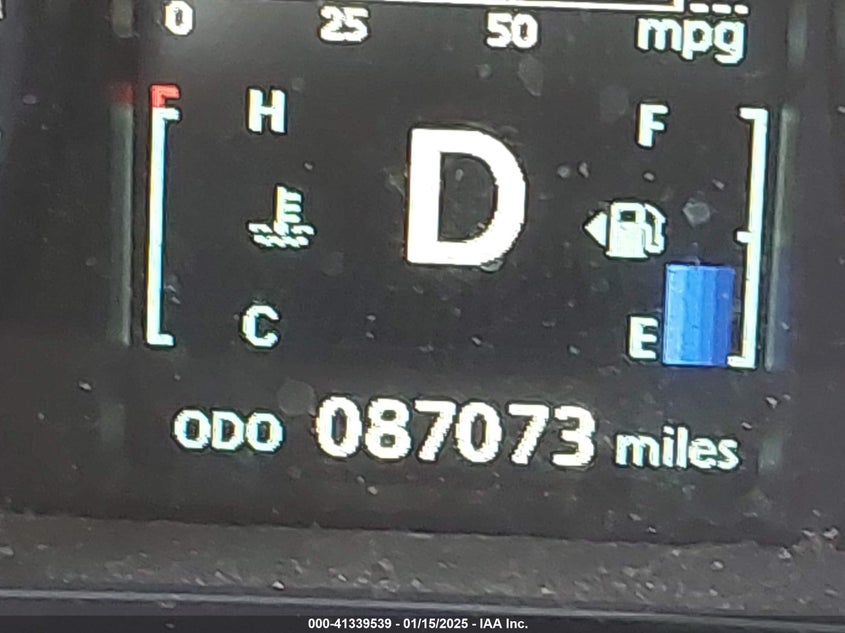 0 25 50 mpg
H F
D
C E
ODO 087073 miles
000-41339539 - 01/15/2025 - IAA Inc.